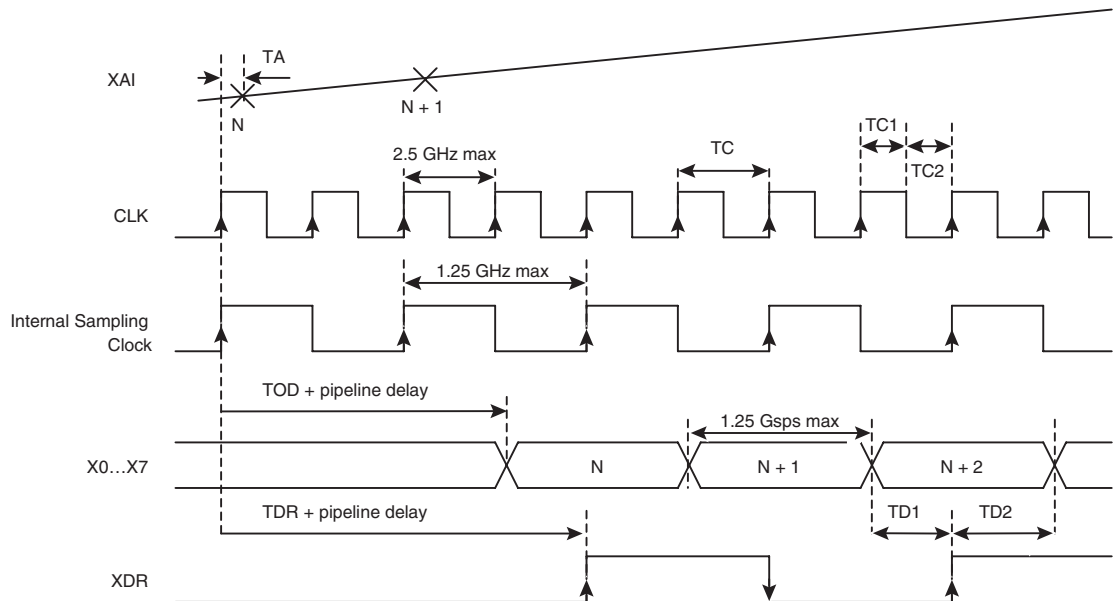 TA
XAI
N
N + 1
TC1
2.5 GHz max
TC
TC2
CLK
1.25 GHz max
Internal Sampling
Clock
TOD + pipeline delay
1.25 Gsps max
X0…X7
N
N + 1
N + 2
TDR + pipeline delay
TD1
TD2
XDR